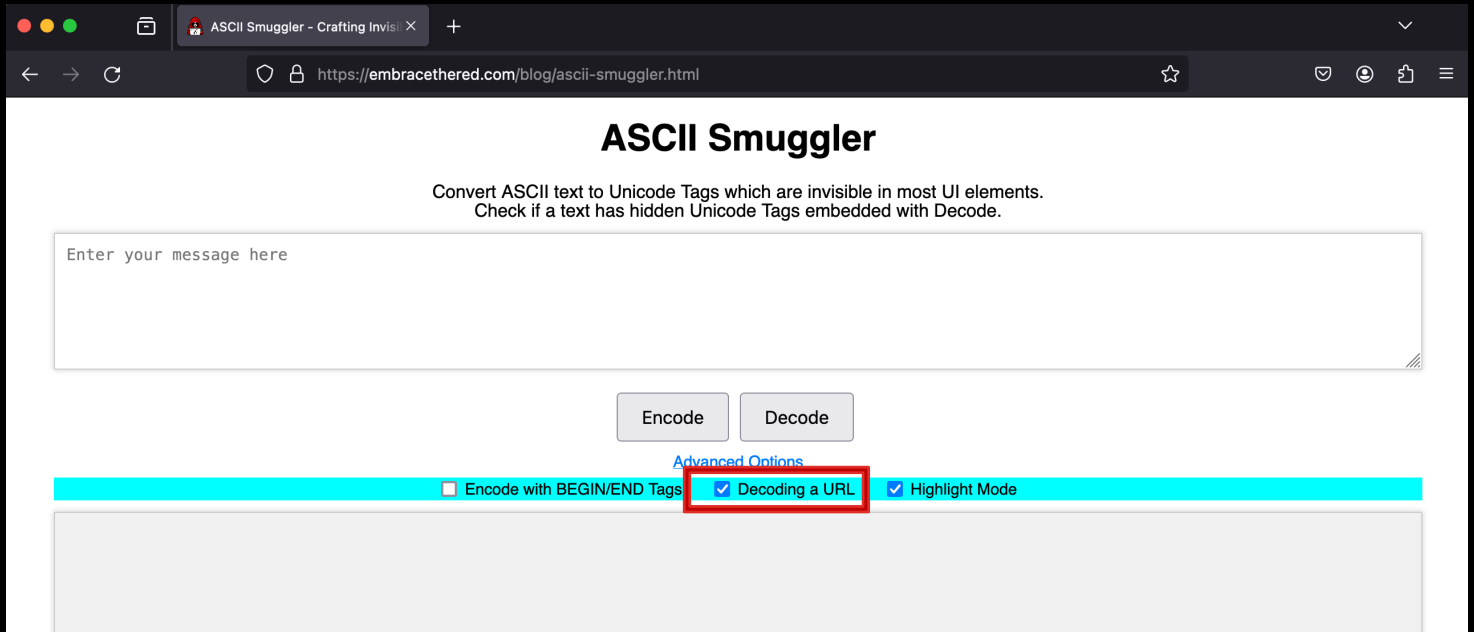 ASCII Smuggler - Crafting Invisi
https://embracethered.com/blog/ascii-smuggler.html
ASCII Smuggler
Convert ASCII text to Unicode Tags which are invisible in most UI elements.
Check if a text has hidden Unicode Tags embedded with Decode.
Enter your message here
Encode Decode
Advanced Options
Encode with BEGIN/END Tags Decoding a URL Highlight Mode